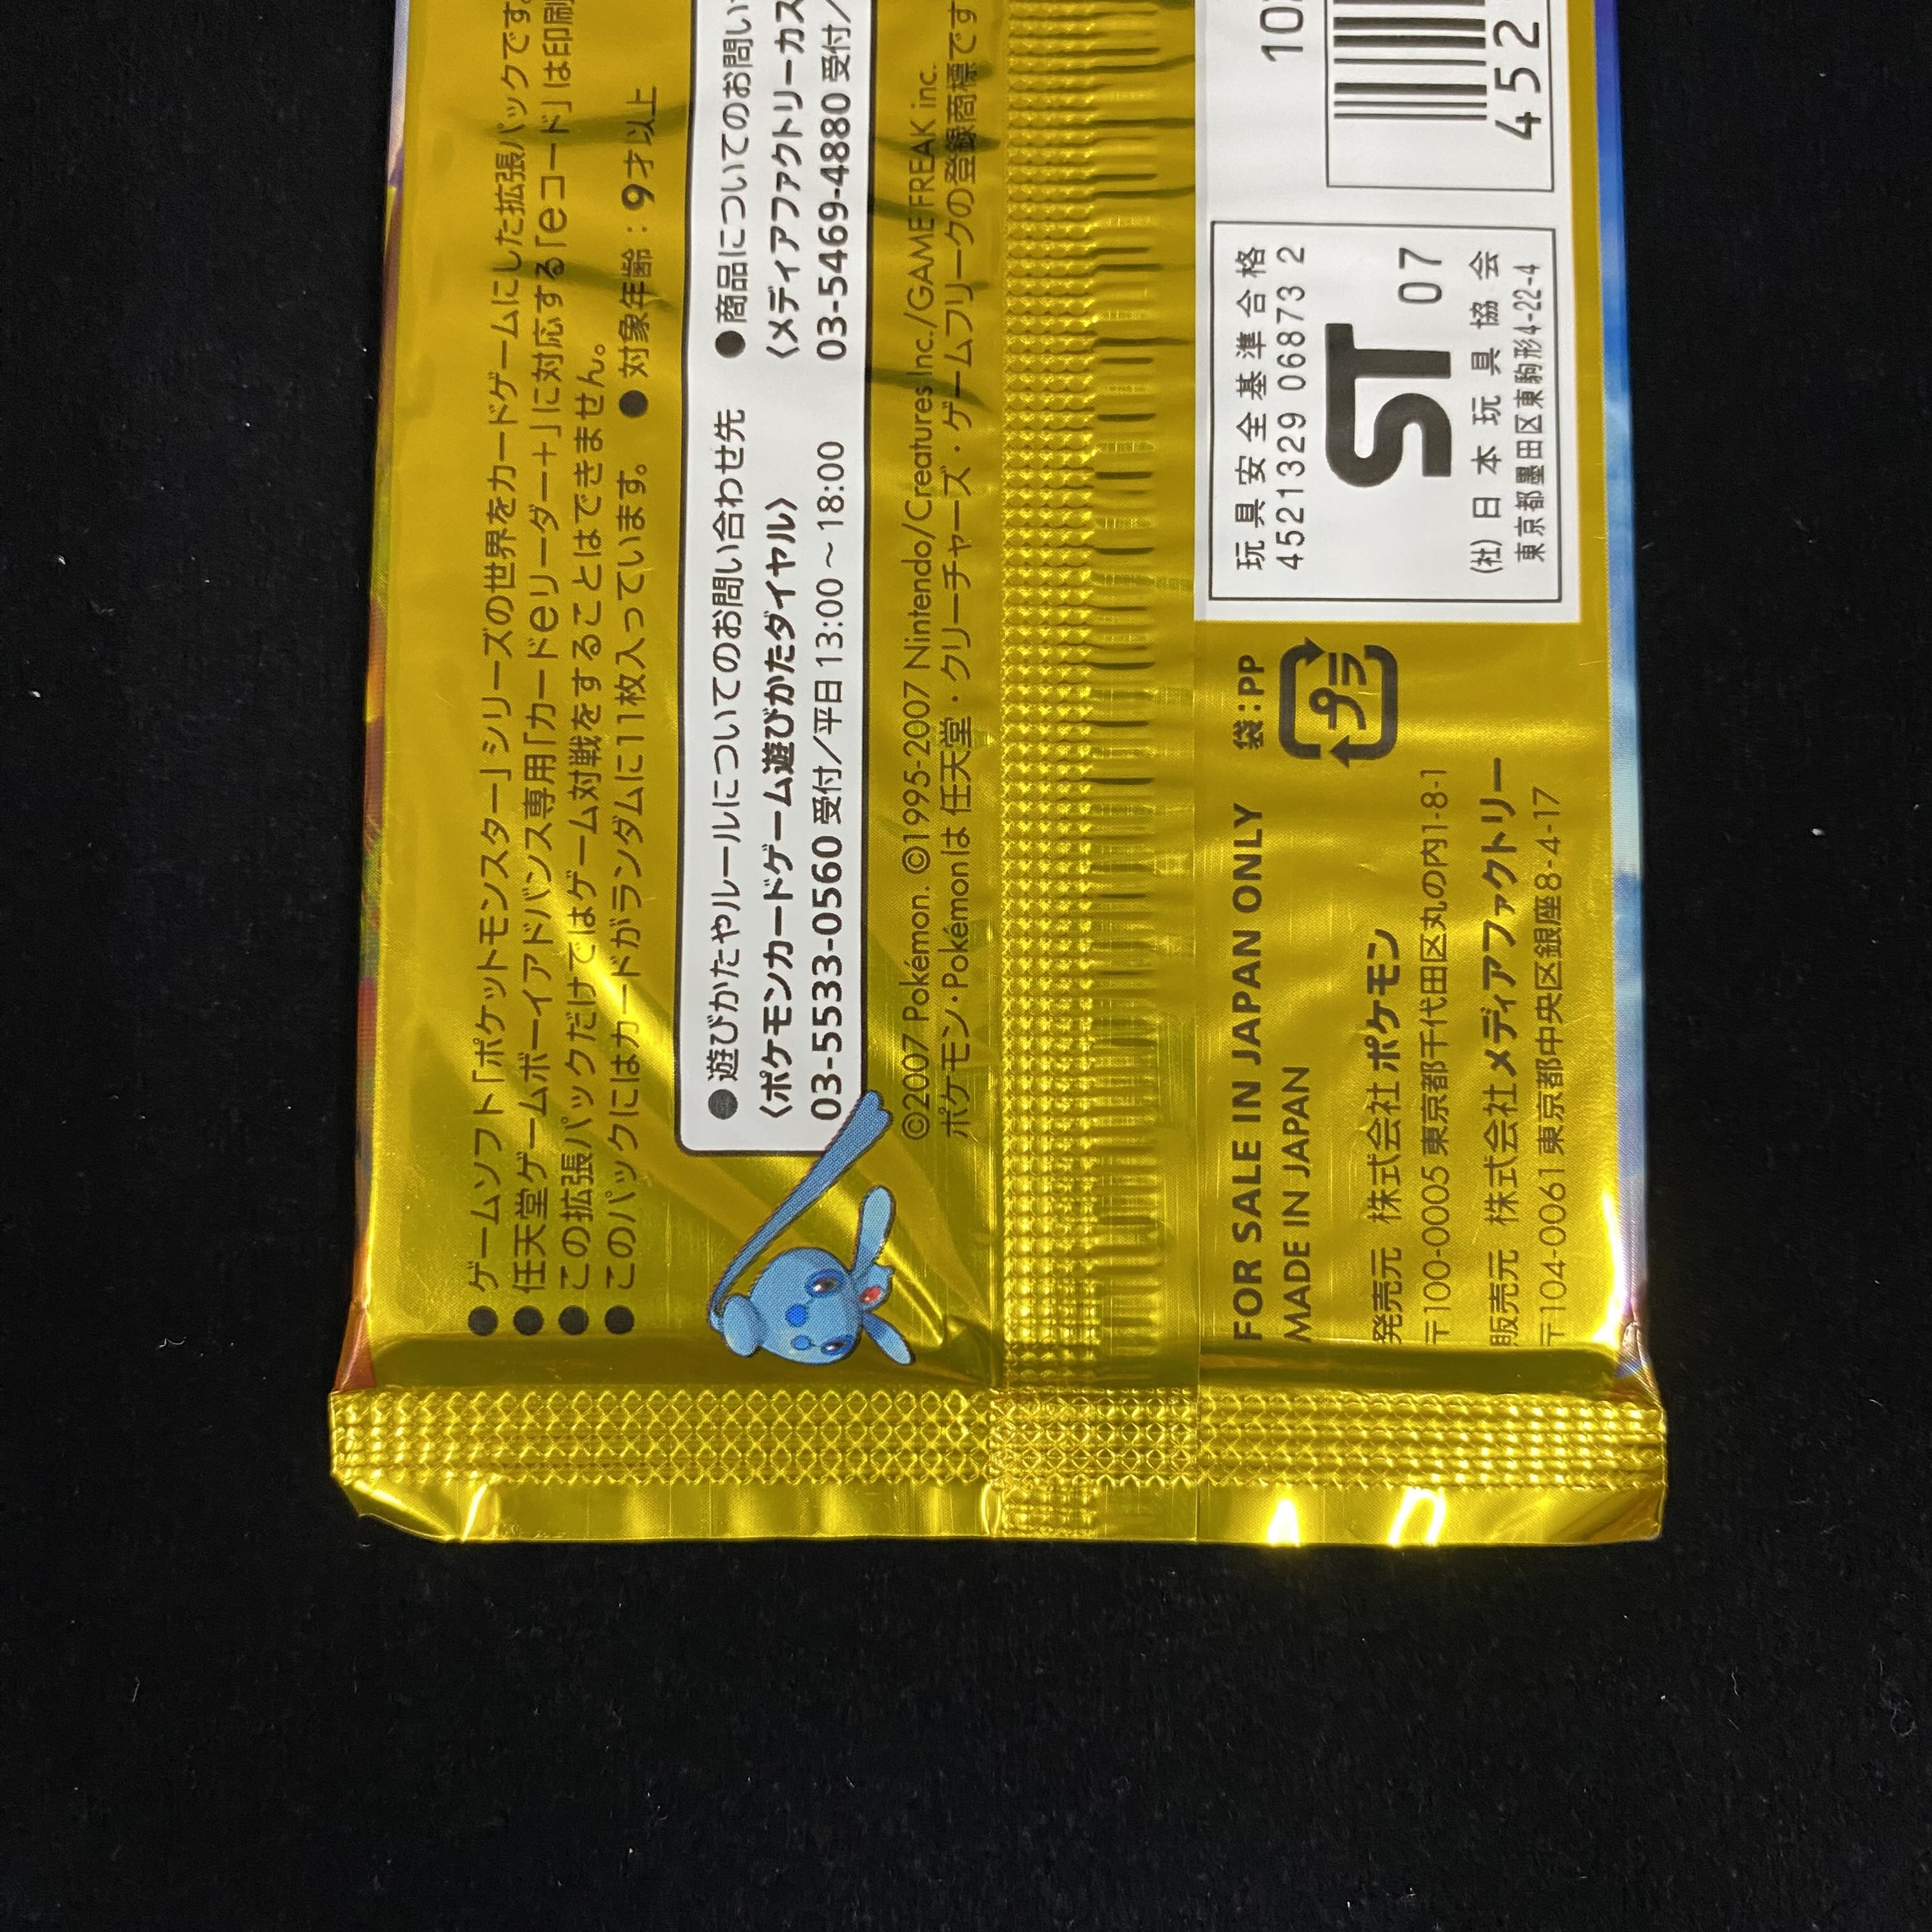 ●ゲームソフト「ポケットモンスター」シリーズの世界をカードゲームにした拡張パックです。
●任天堂ゲームボーイアドバンス専用「カードeリーダー+」に対応する「eコード」は印刷
●この拡張パックだけではゲーム対戦をすることはできません。
●このパックにはカードがランダムに11枚入っています。 ●対象年齢：9才以上
●遊びかたやルールについてのお問い合わせ先
〈ポケモンカードゲーム遊びかたダイヤル〉
03-5533-0560 受付／平日 13:00～18:00
●商品についてのお問い
〈メディアファクトリーカス
03-5469-4880 受付／
©2007 Pokémon. ©1995-2007 Nintendo/Creatures Inc./GAME FREAK inc.
ポケモン・Pokémonは 任天堂・クリーチャーズ・ゲームフリークの登録商標です
FOR SALE IN JAPAN ONLY
MADE IN JAPAN
袋:PP
プラ
発売元 株式会社 ポケモン
〒100-0005 東京都千代田区丸の内1-8-1
販売元 株式会社 メディアファクトリー
〒104-0061 東京都中央区銀座8-4-17
玩具安全基準合格
4521329 06873 2
ST 07
(社) 日本玩具協会
東京都墨田区東駒形4-22-4
10
452